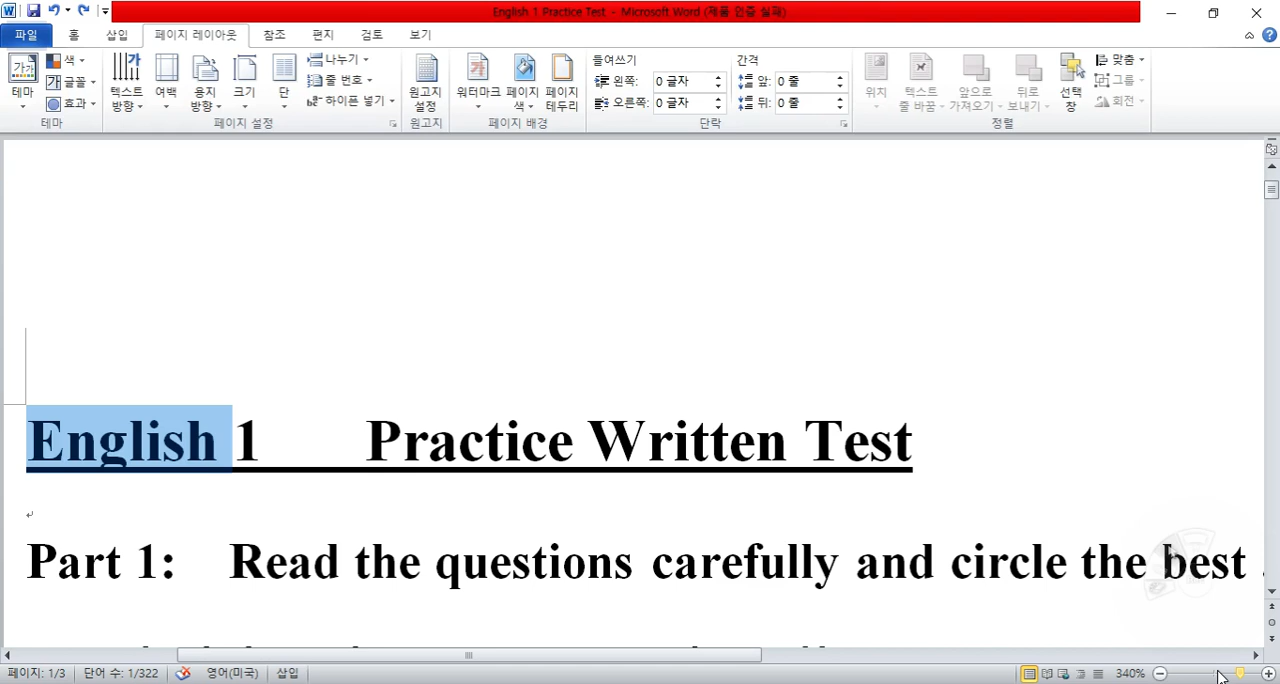 English 1 Practice Test - Microsoft Word (제품 인증 실패)
파일 홈 삽입 페이지 레이아웃 참조 편지 검토 보기
테마
색
글꼴
효과
테마
텍스트 방향
여백
용지 방향
크기
단
나누기
줄 번호
하이픈 넣기
페이지 설정
원고지 설정
원고지
워터마크
페이지 색
페이지 테두리
페이지 배경
들여쓰기
왼쪽: 0 글자
오른쪽: 0 글자
간격
앞: 0 줄
뒤: 0 줄
단락
위치
텍스트 줄 바꿈
앞으로 가져오기
뒤로 보내기
선택 창
맞춤
그룹
회전
정렬
English 1 Practice Written Test
Part 1: Read the questions carefully and circle the best
페이지: 1/3 단어 수: 1/322 영어(미국) 삽입 340%